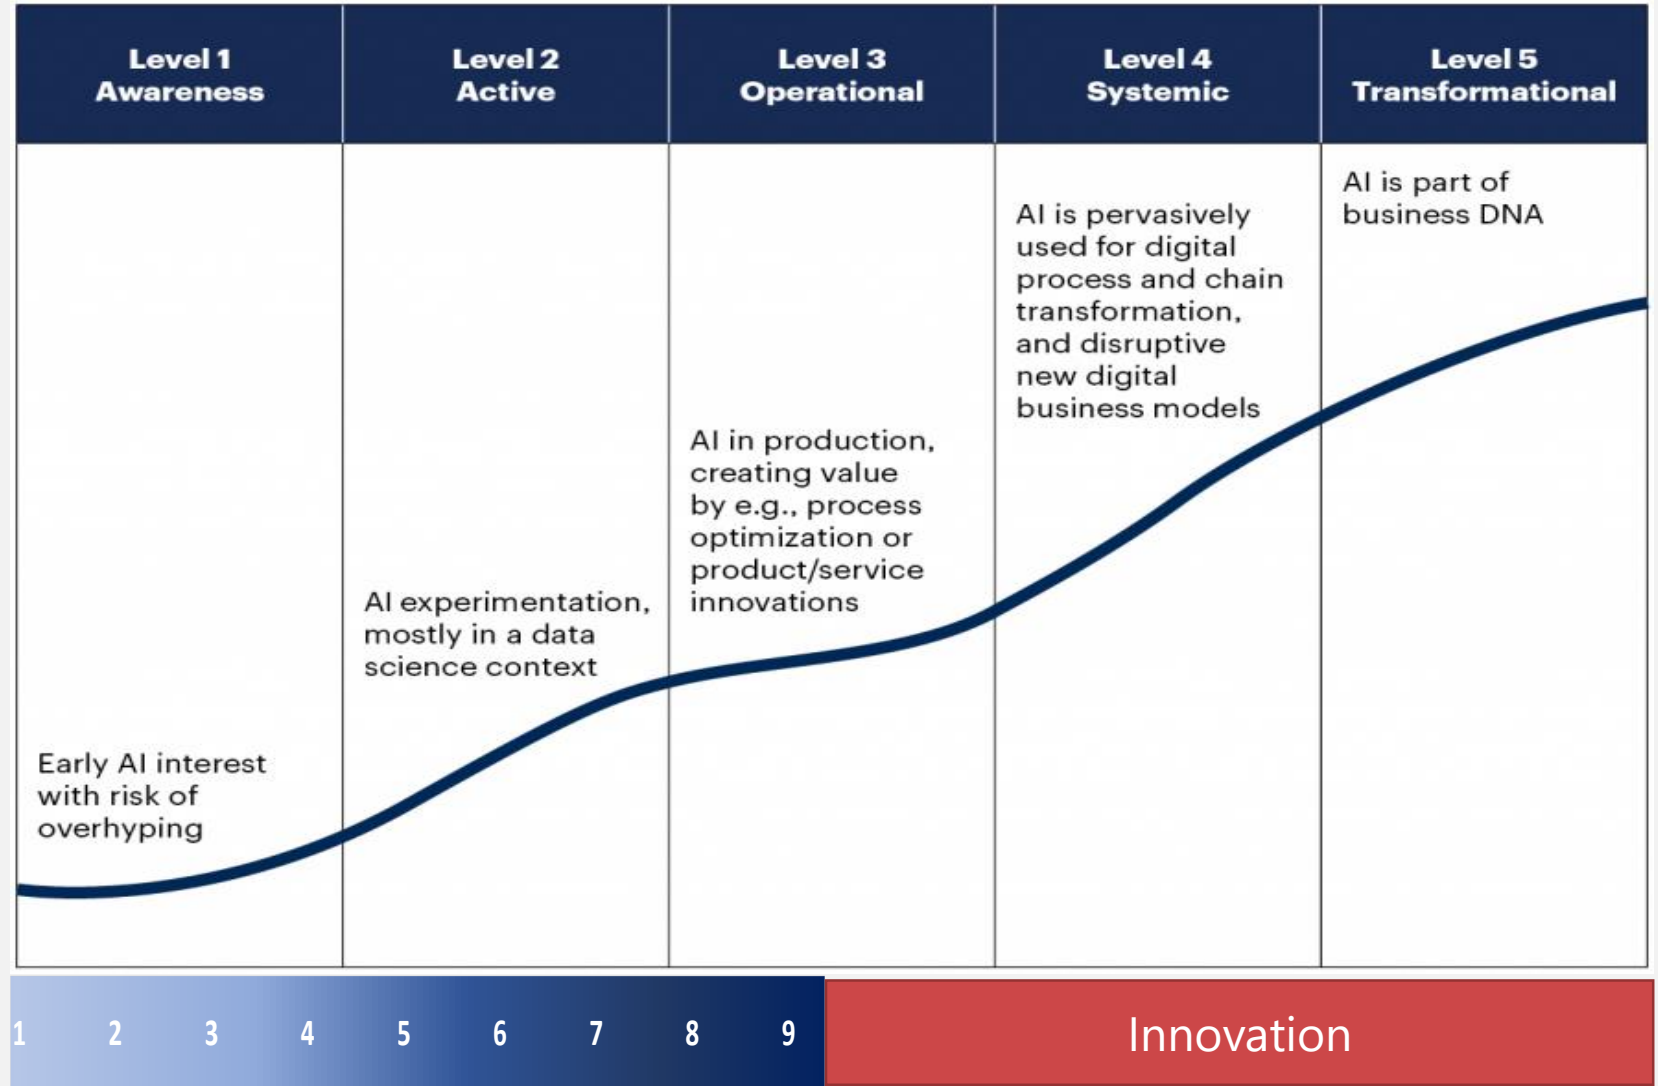 Level 1
Awareness
Level 2
Active
Level 3
Operational
Level 4
Systemic
Level 5
Transformational
Early AI interest
with risk of
overhyping
AI experimentation,
mostly in a data
science context
AI in production,
creating value
by e.g., process
optimization or
product/service
innovations
AI is pervasively
used for digital
process and chain
transformation,
and disruptive
new digital
business models
AI is part of
business DNA
1 2 3 4 5 6 7 8 9
Innovation